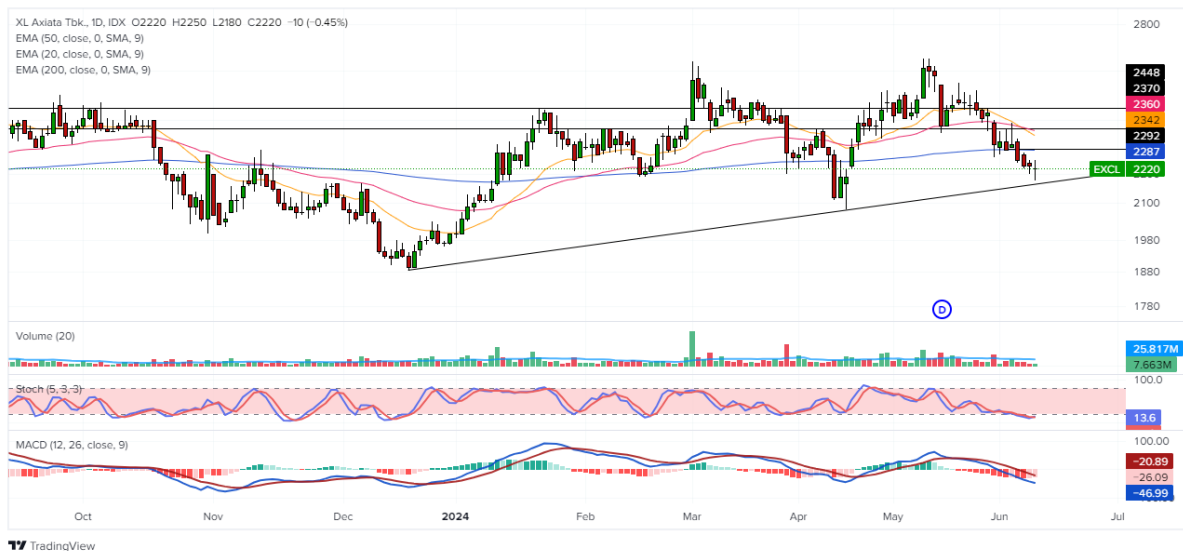 XL Axiata Tbk., 1D, IDX O2220 H2250 L2180 C2220 −10 (−0.45%)
EMA (50, close, 0, SMA, 9)
EMA (20, close, 0, SMA, 9)
EMA (200, close, 0, SMA, 9)
2800
2448
2370
2360
2342
2292
2287
EXCL 2220
2100
1980
1880
1780
D
Volume (20)
25.817M
7.663M
Stoch (5, 3, 3)
100.0
13.6
MACD (12, 26, close, 9)
100.00
−20.89
−26.09
−46.99
Oct Nov Dec 2024 Feb Mar Apr May Jun Jul
TradingView